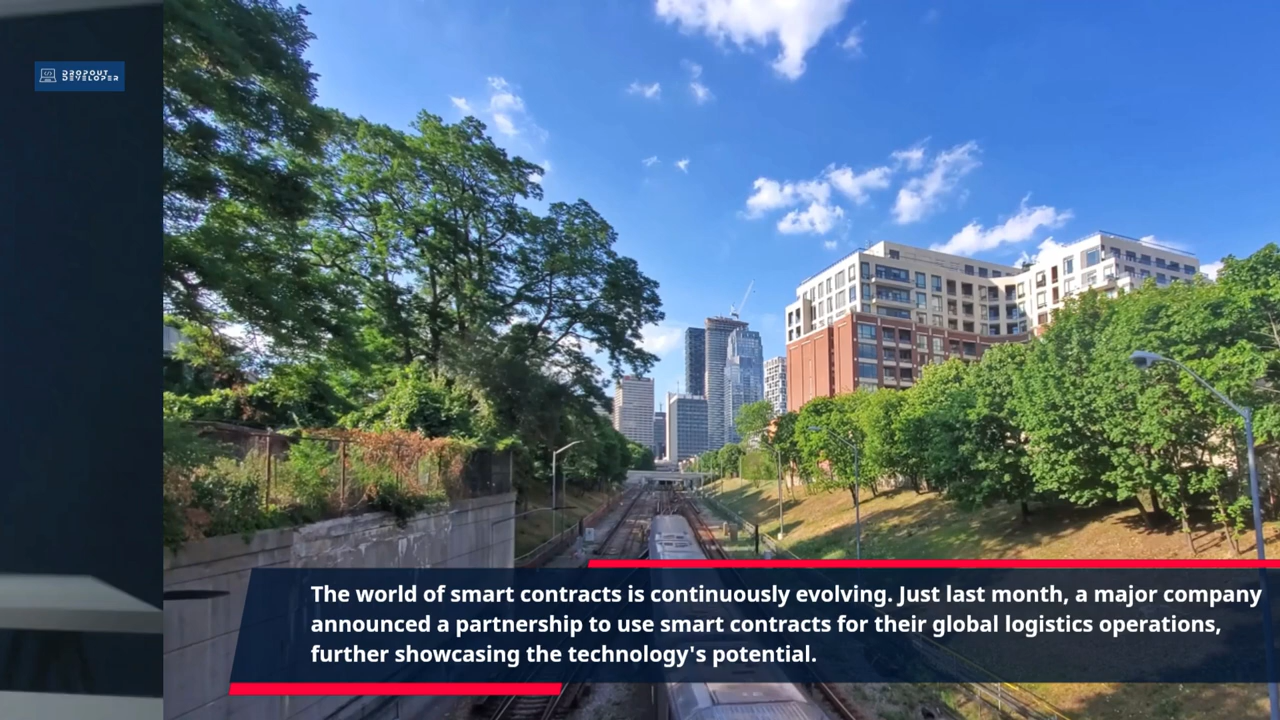 DROPOUT
DEVELOPER
The world of smart contracts is continuously evolving. Just last month, a major company
announced a partnership to use smart contracts for their global logistics operations,
further showcasing the technology's potential.